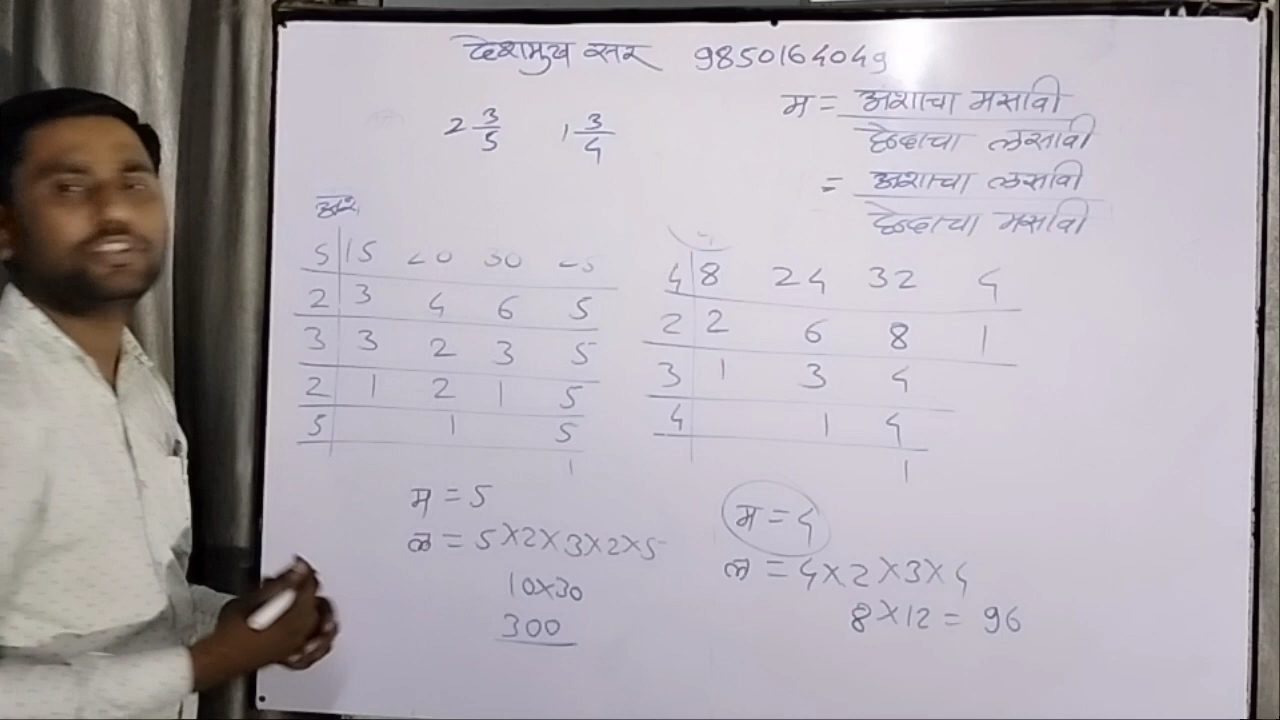 देशमुख सर 9850164049
2 3/5 1 3/4
म = अंशाचा मसावी / छेदाचा लसावी
= अंशाचा लसावी / छेदाचा मसावी
अंश
5 | 15 20 30 25
2 | 3 4 6 5
3 | 3 2 3 5
2 | 1 2 1 5
5 | 1 5
1
म = 5
ल = 5×2×3×2×5
10×30
300
4 | 8 24 32 4
2 | 2 6 8 1
3 | 1 3 4
4 | 1 4
1
म = 4
ल = 4×2×3×4
8×12 = 96